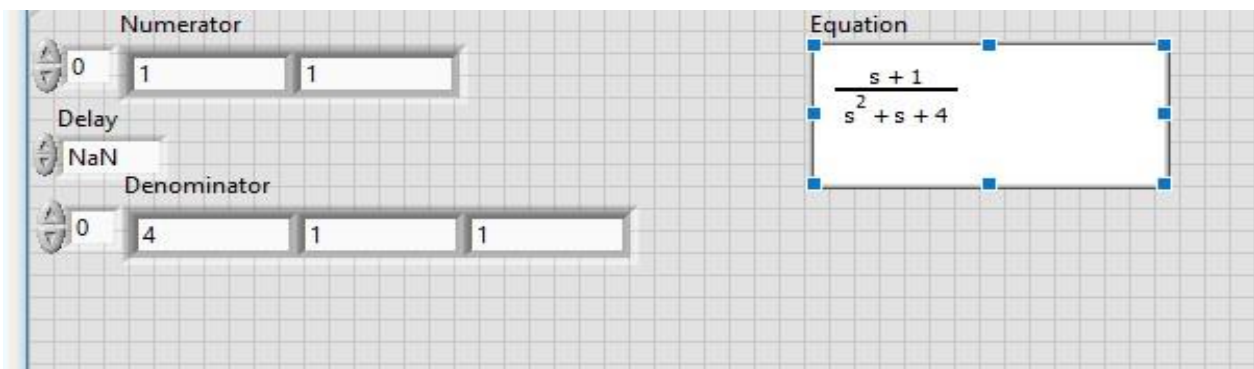 Numerator
0 1 1
Delay
NaN
Denominator
0 4 1 1
Equation
s + 1
s² + s + 4